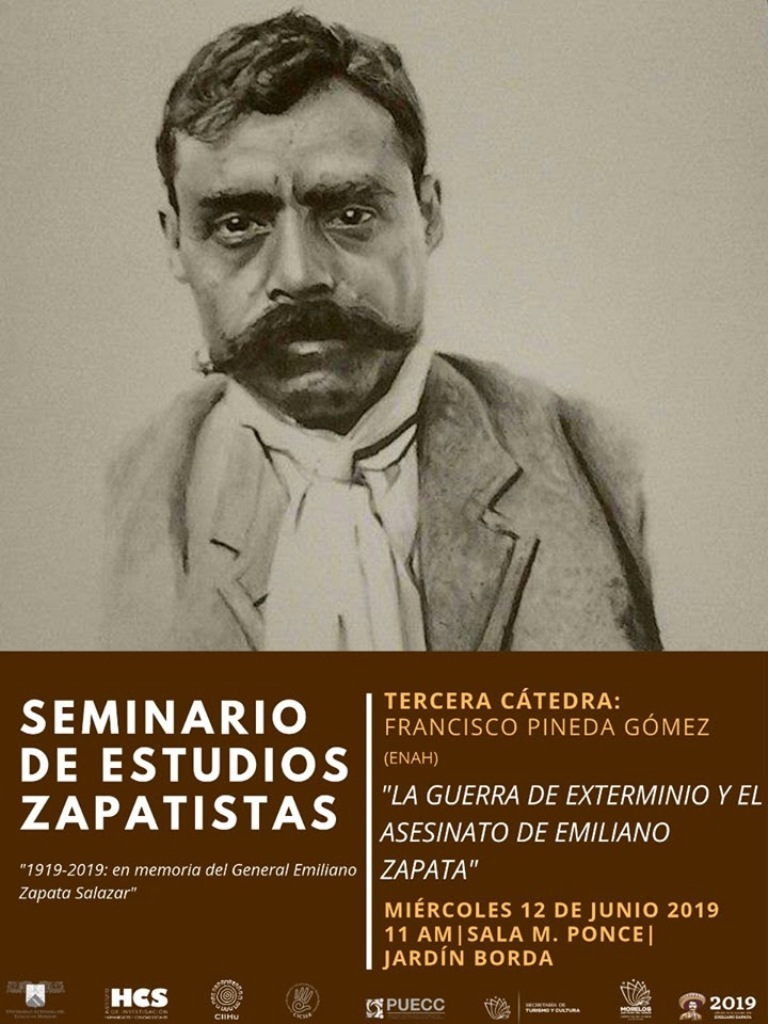 SEMINARIO
DE ESTUDIOS
ZAPATISTAS
"1919-2019: en memoria del General Emiliano
Zapata Salazar"
TERCERA CÁTEDRA:
FRANCISCO PINEDA GÓMEZ
(ENAH)
"LA GUERRA DE EXTERMINIO Y EL
ASESINATO DE EMILIANO
ZAPATA"
MIÉRCOLES 12 DE JUNIO 2019
11 AM|SALA M. PONCE|
JARDÍN BORDA
HCS
CIIHu
PUECC
SECRETARÍA DE
TURISMO Y CULTURA
MORELOS
2019
EMILIANO ZAPATA